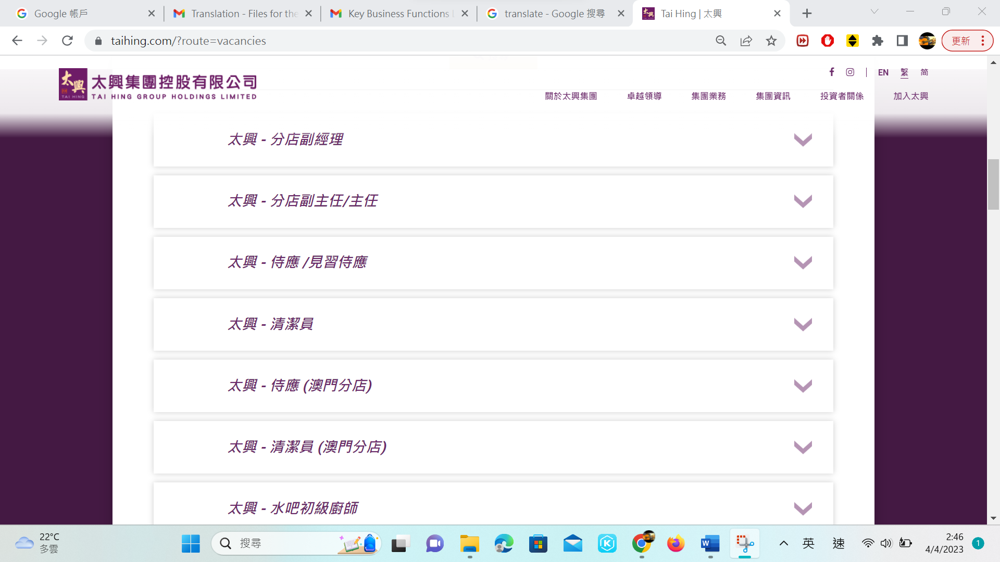 Google 帳戶
Translation - Files for the
Key Business Functions
translate - Google 搜尋
Tai Hing | 太興
taihing.com/?route=vacancies
更新
太興
TAI HING
太興集團控股有限公司
TAI HING GROUP HOLDINGS LIMITED
EN 繁 简
關於太興集團 卓越領導 集團業務 集團資訊 投資者關係 加入太興
太興 - 分店副經理
太興 - 分店副主任/主任
太興 - 侍應 /見習侍應
太興 - 清潔員
太興 - 侍應 (澳門分店)
太興 - 清潔員 (澳門分店)
太興 - 水吧初級廚師
22°C
多雲
搜尋
英
速
2:46
4/4/2023
1